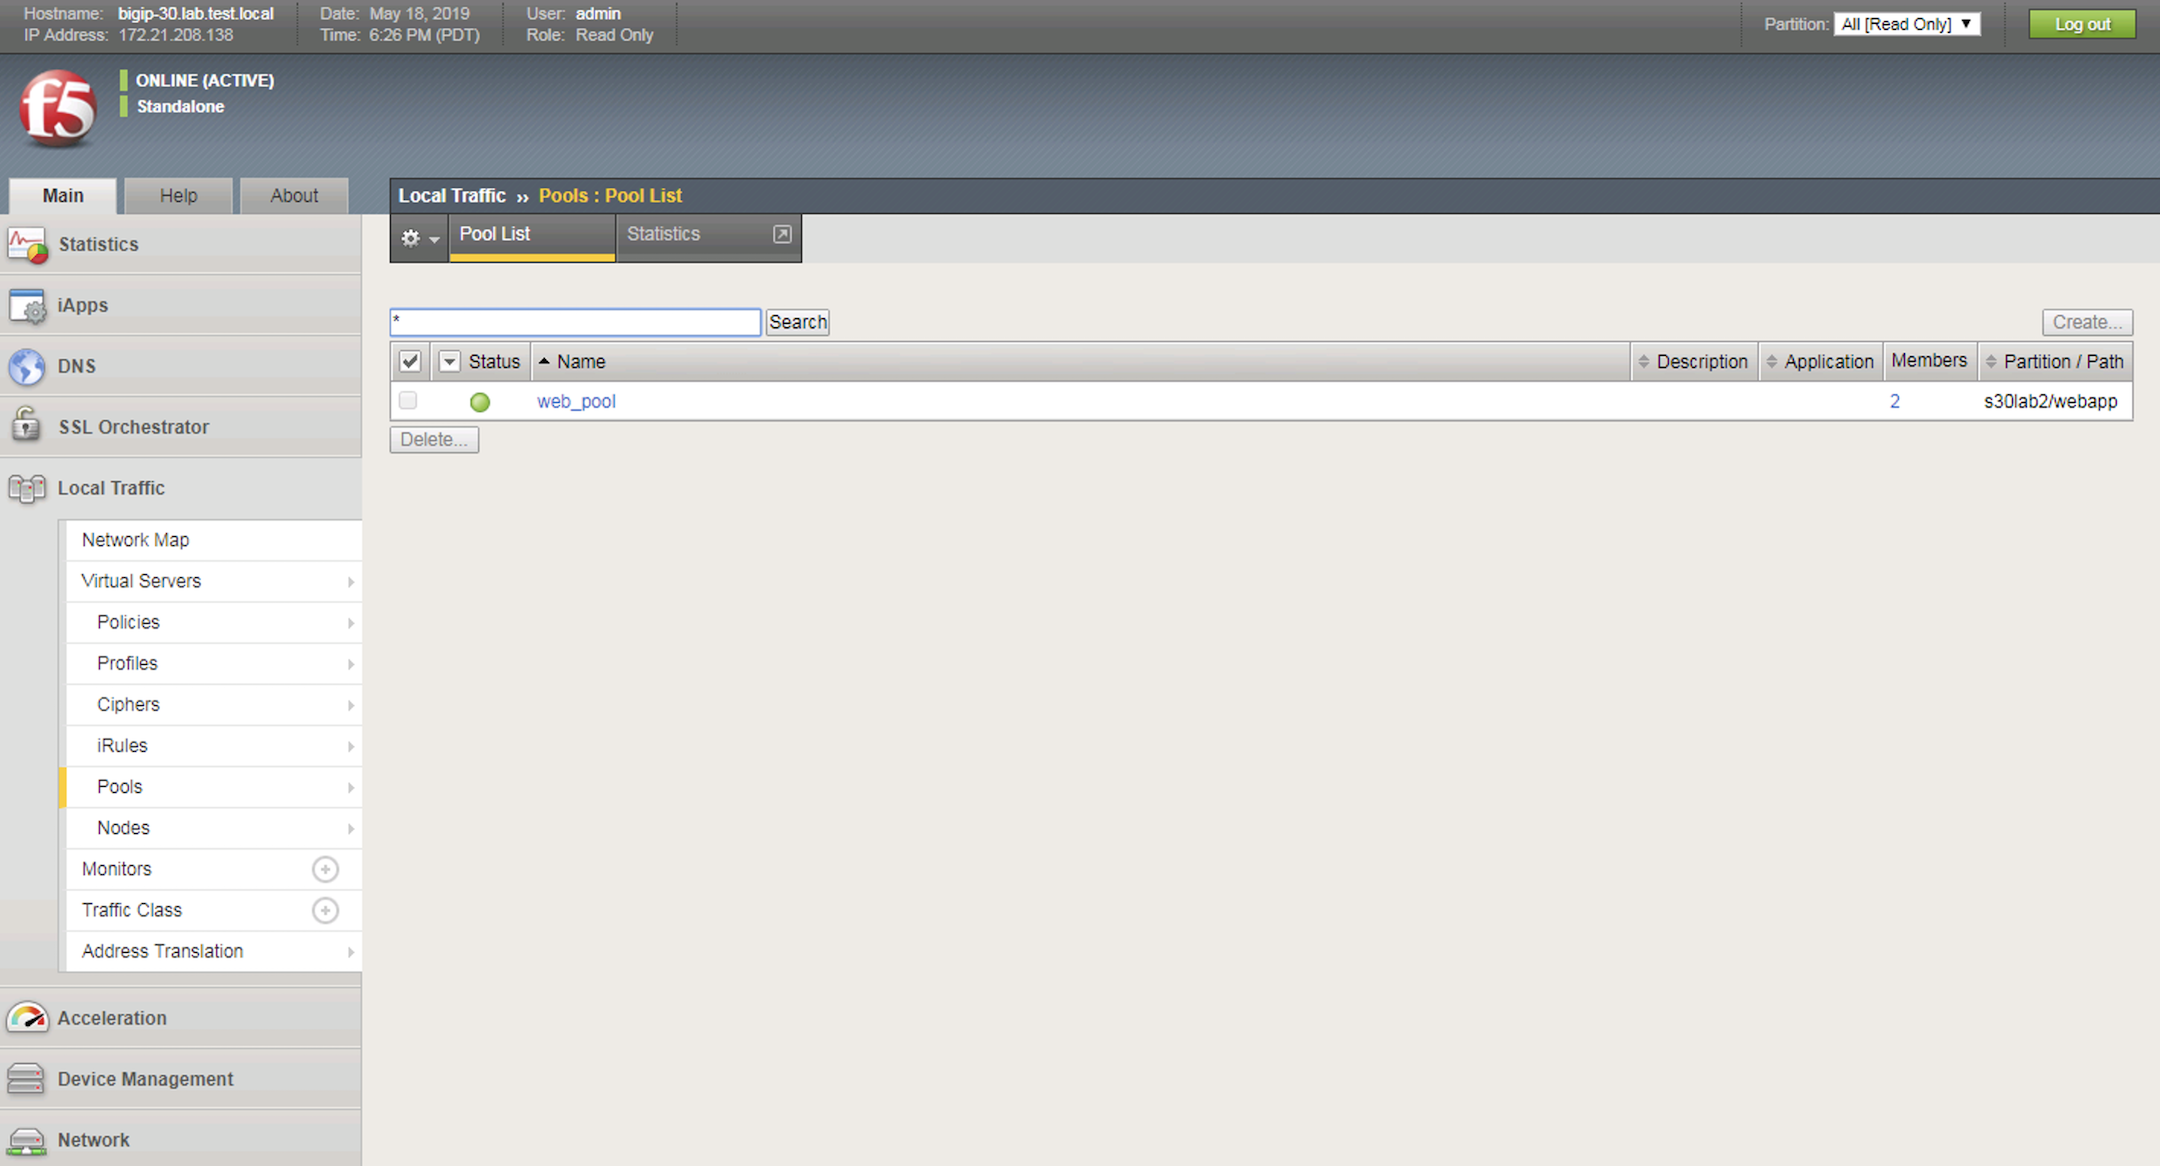 Hostname: bigip-30.lab.test.local Date: May 18, 2019 User: admin
IP Address: 172.21.208.138 Time: 6:26 PM (PDT) Role: Read Only
Partition: All [Read Only] Log out
f5
ONLINE (ACTIVE)
Standalone
Main Help About
Local Traffic ›› Pools : Pool List
Pool List Statistics
Statistics
iApps
DNS
SSL Orchestrator
Local Traffic
Network Map
Virtual Servers
Policies
Profiles
Ciphers
iRules
Pools
Nodes
Monitors
Traffic Class
Address Translation
Acceleration
Device Management
Network
* Search Create...
Status Name Description Application Members Partition / Path
web_pool 2 s30lab2/webapp
Delete...